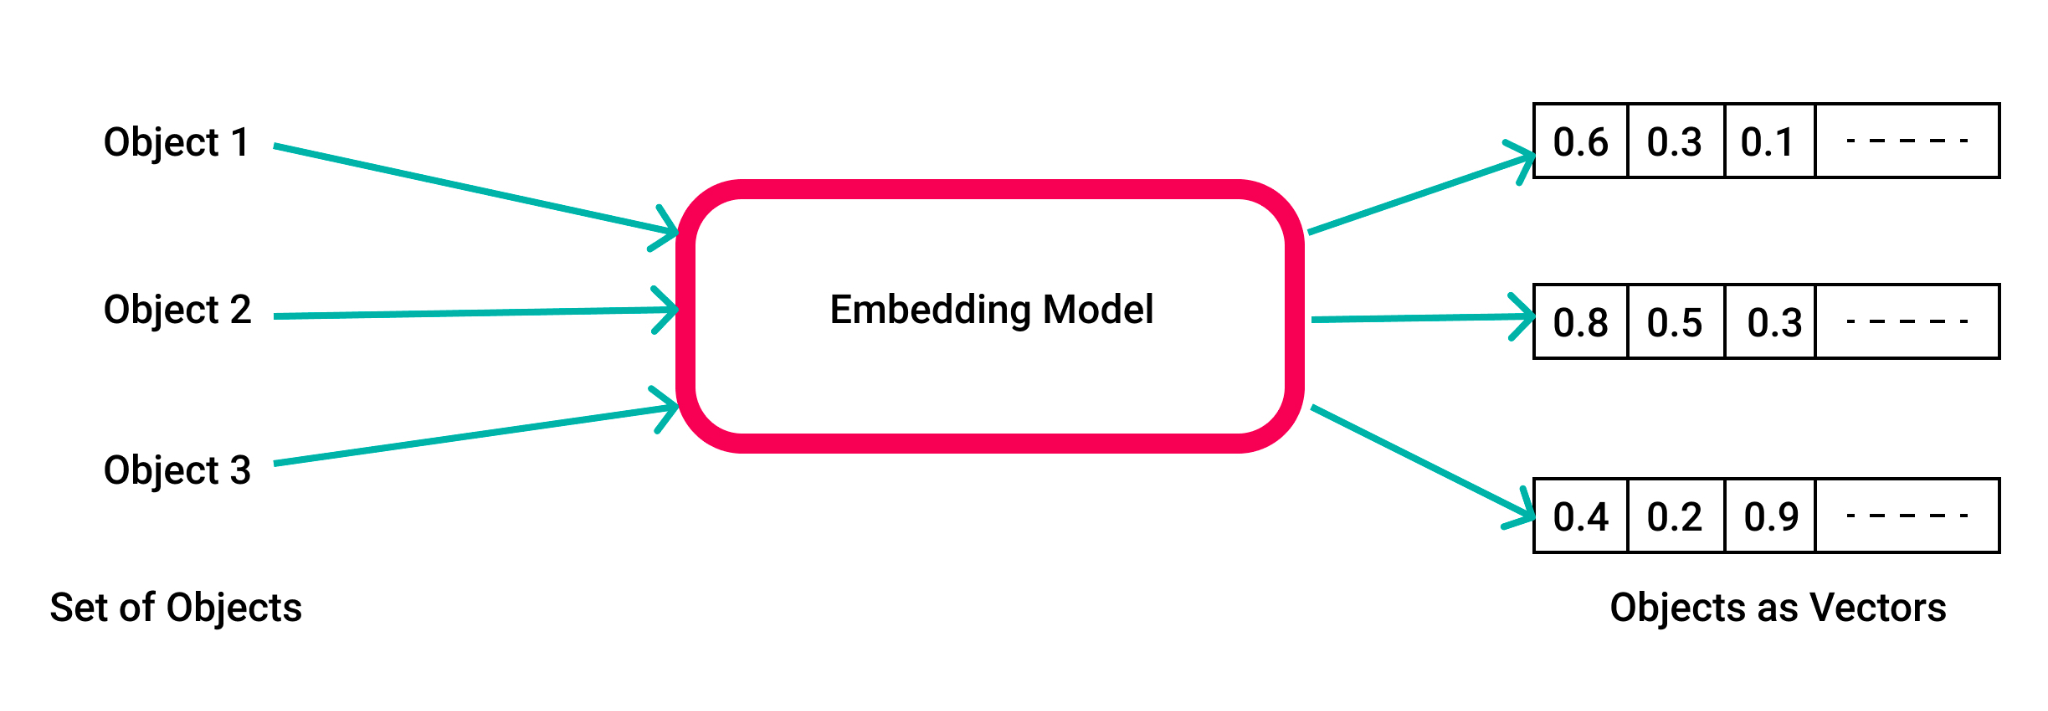 Object 1
0.6 0.3 0.1 - - - - -
Object 2
Embedding Model
0.8 0.5 0.3 - - - - -
Object 3
0.4 0.2 0.9 - - - - -
Set of Objects
Objects as Vectors